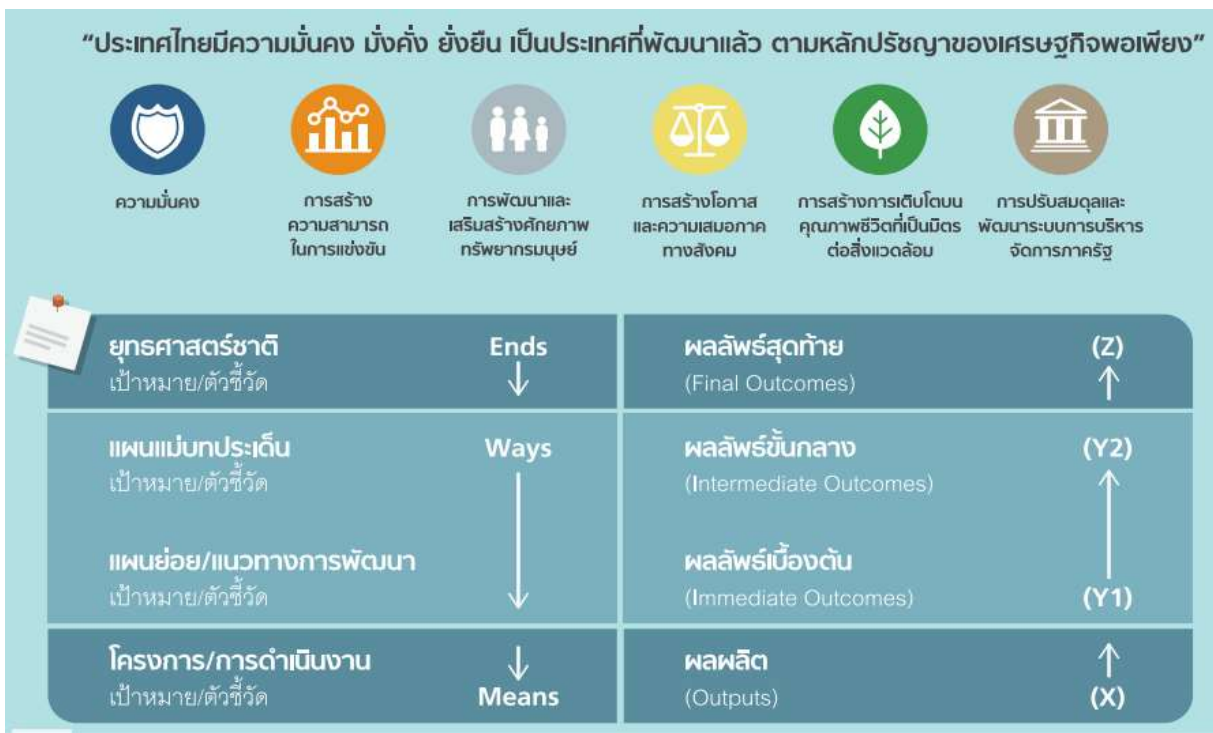 “ประเทศไทยมีความมั่นคง มั่งคั่ง ยั่งยืน เป็นประเทศที่พัฒนาแล้ว ตามหลักปรัชญาของเศรษฐกิจพอเพียง”
ความมั่นคง
การสร้าง
ความสามารถ
ในการแข่งขัน
การพัฒนาและ
เสริมสร้างศักยภาพ
ทรัพยากรมนุษย์
การสร้างโอกาส
และความเสมอภาค
ทางสังคม
การสร้างการเติบโตบน
คุณภาพชีวิตที่เป็นมิตร
ต่อสิ่งแวดล้อม
การปรับสมดุลและ
พัฒนาระบบการบริหาร
จัดการภาครัฐ
ยุทธศาสตร์ชาติ Ends ผลลัพธ์สุดท้าย (Z)
เป้าหมาย/ตัวชี้วัด (Final Outcomes)
แผนแม่บทประเด็น Ways ผลลัพธ์ขั้นกลาง (Y2)
เป้าหมาย/ตัวชี้วัด (Intermediate Outcomes)
แผนย่อย/แนวทางการพัฒนา ผลลัพธ์เบื้องต้น
เป้าหมาย/ตัวชี้วัด (Immediate Outcomes) (Y1)
โครงการ/การดำเนินงาน ผลผลิต
เป้าหมาย/ตัวชี้วัด Means (Outputs) (X)